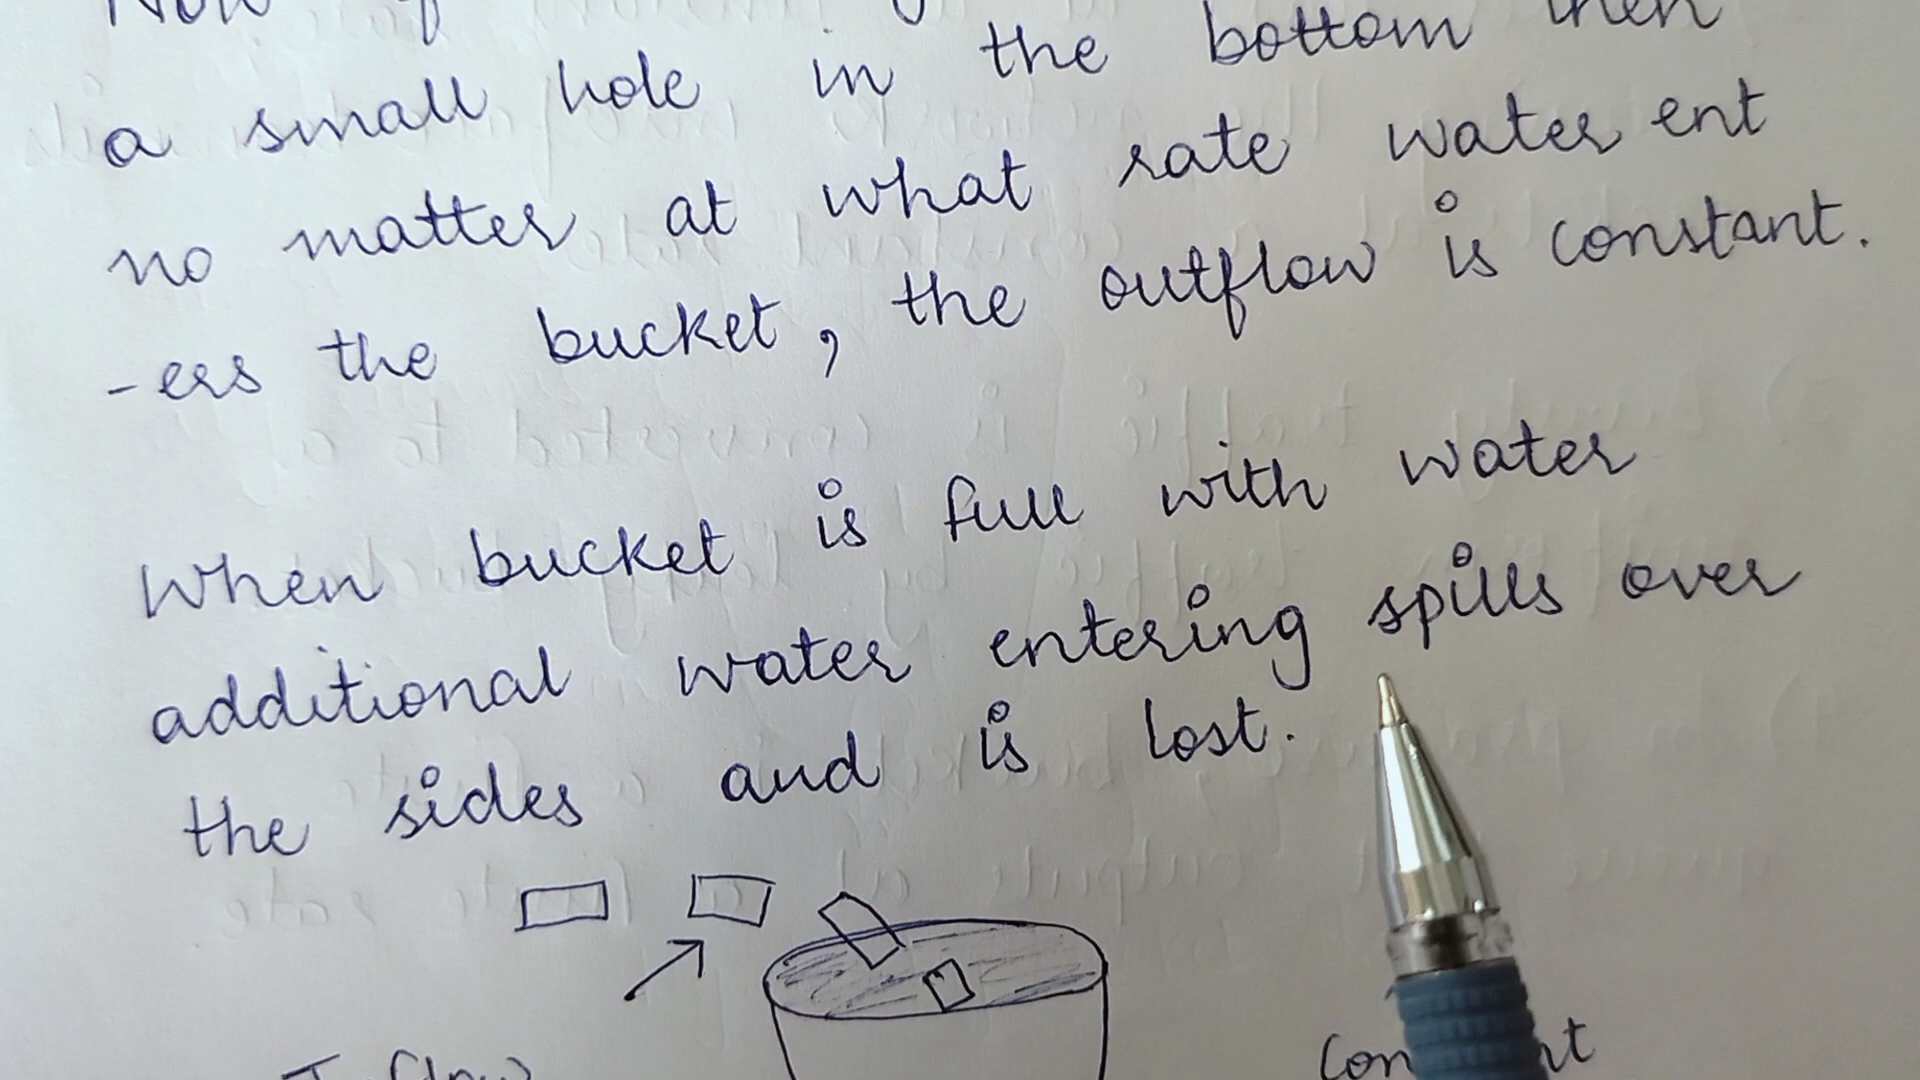 a small hole in the bottom then
no matter at what rate water ent
-ers the bucket, the outflow is constant.
When bucket is full with water
additional water entering spills over
the sides and is lost.